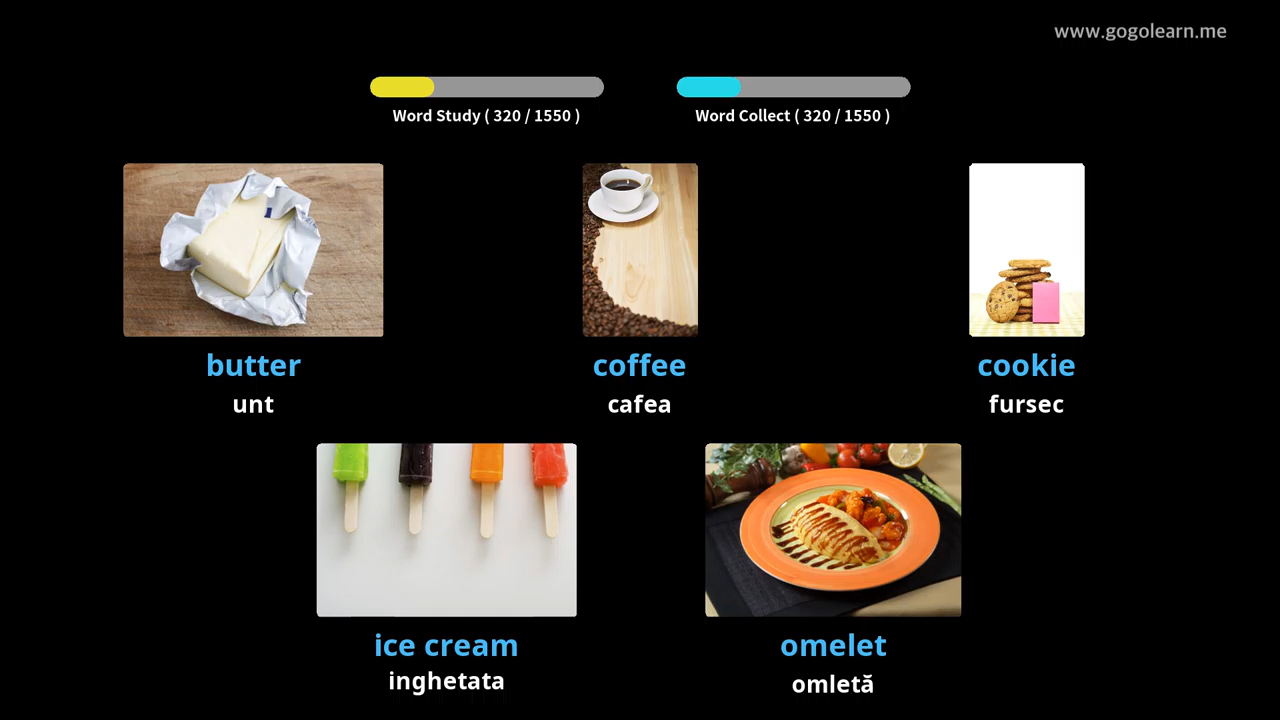 www.gogolearn.me
Word Study ( 320 / 1550 )
Word Collect ( 320 / 1550 )
butter
unt
coffee
cafea
cookie
fursec
ice cream
inghetata
omelet
omletă